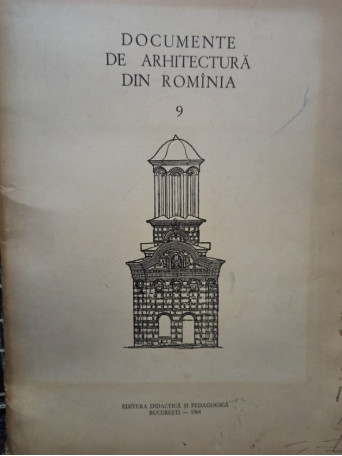 DOCUMENTE
DE ARHITECTURĂ
DIN ROMÎNIA
9
EDITURA DIDACTICĂ ȘI PEDAGOGICĂ
BUCUREȘTI —